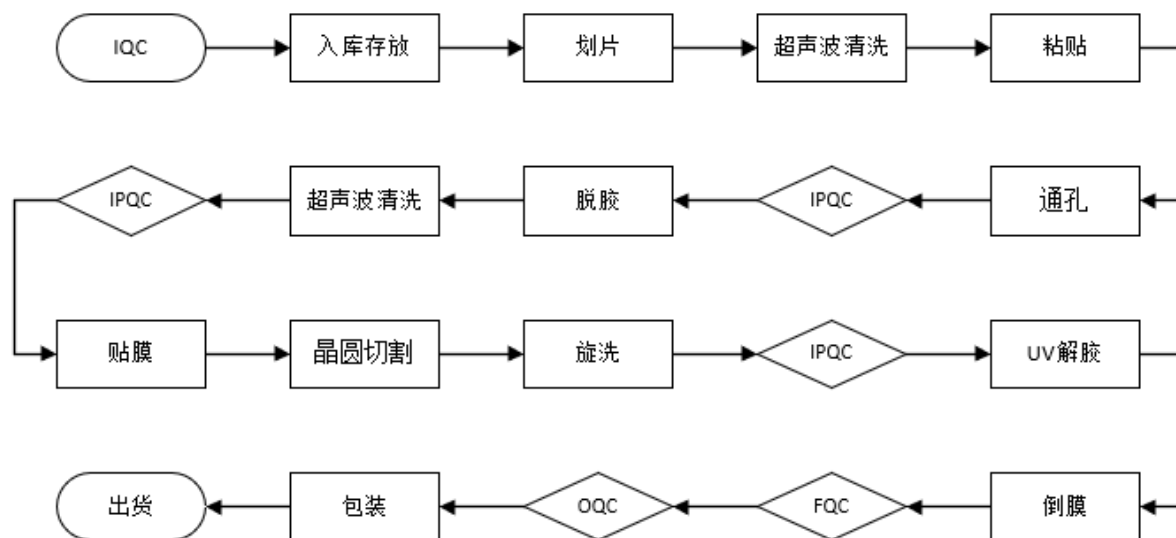 IQC
入库存放
划片
超声波清洗
粘贴
IPQC
超声波清洗
脱胶
IPQC
通孔
贴膜
晶圆切割
旋洗
IPQC
UV解胶
出货
包装
OQC
FQC
倒膜